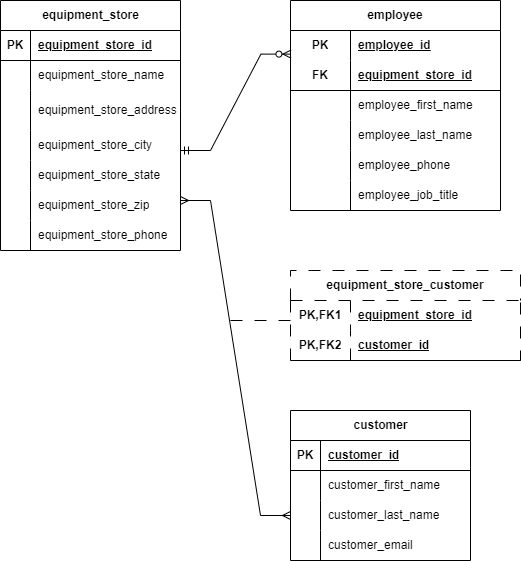 equipment_store
PK equipment_store_id
equipment_store_name
equipment_store_address
equipment_store_city
equipment_store_state
equipment_store_zip
equipment_store_phone
employee
PK employee_id
FK equipment_store_id
employee_first_name
employee_last_name
employee_phone
employee_job_title
equipment_store_customer
PK,FK1 equipment_store_id
PK,FK2 customer_id
customer
PK customer_id
customer_first_name
customer_last_name
customer_email